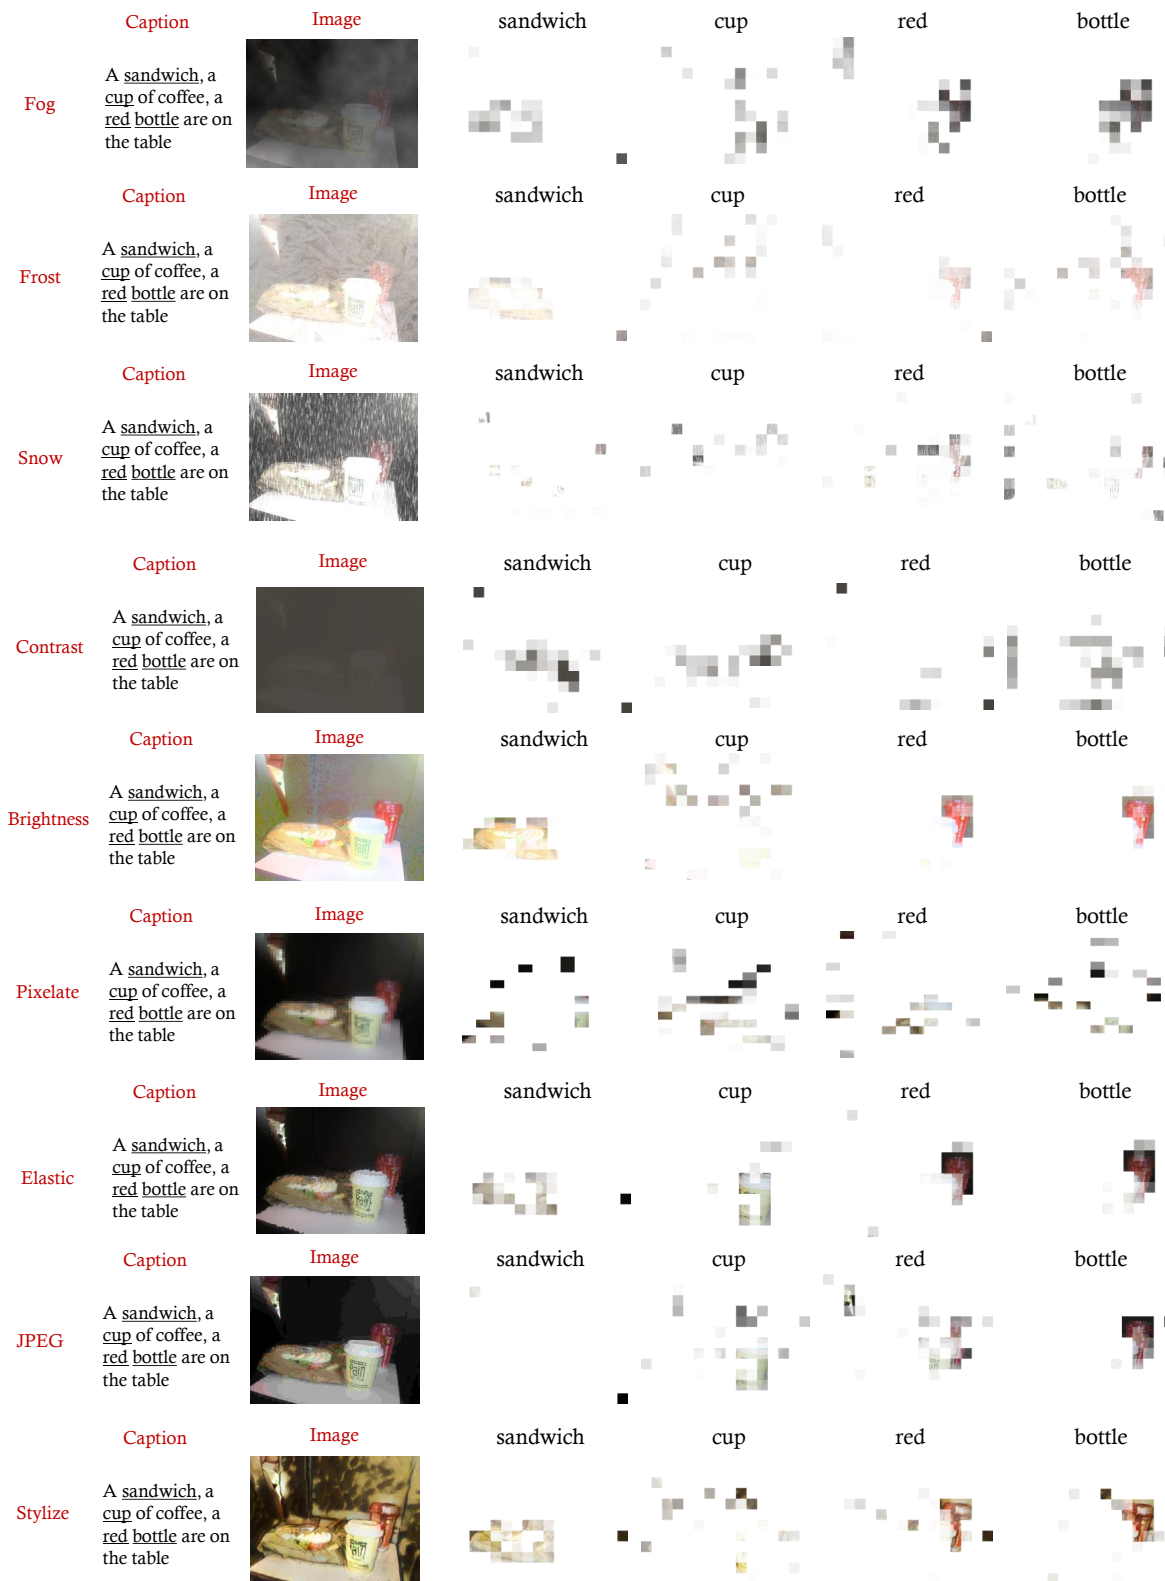 Caption Image sandwich cup red bottle
Fog
A sandwich, a
cup of coffee, a
red bottle are on
the table
Caption Image sandwich cup red bottle
Frost
A sandwich, a
cup of coffee, a
red bottle are on
the table
Caption Image sandwich cup red bottle
Snow
A sandwich, a
cup of coffee, a
red bottle are on
the table
Caption Image sandwich cup red bottle
Contrast
A sandwich, a
cup of coffee, a
red bottle are on
the table
Caption Image sandwich cup red bottle
Brightness
A sandwich, a
cup of coffee, a
red bottle are on
the table
Caption Image sandwich cup red bottle
Pixelate
A sandwich, a
cup of coffee, a
red bottle are on
the table
Caption Image sandwich cup red bottle
Elastic
A sandwich, a
cup of coffee, a
red bottle are on
the table
Caption Image sandwich cup red bottle
JPEG
A sandwich, a
cup of coffee, a
red bottle are on
the table
Caption Image sandwich cup red bottle
Stylize
A sandwich, a
cup of coffee, a
red bottle are on
the table